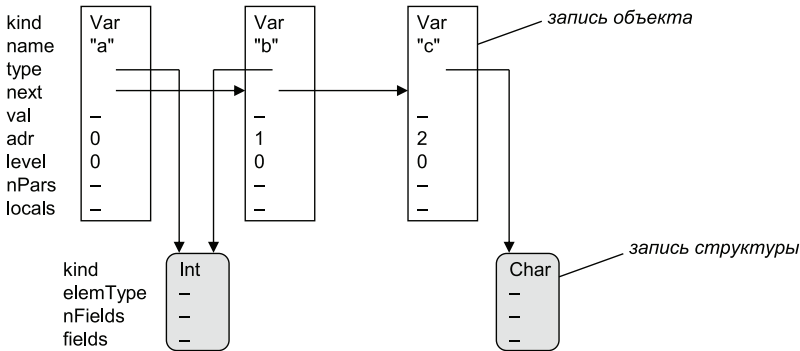 kind Var Var Var запись объекта
name "a" "b" "c"
type
next
val – – –
adr 0 1 2
level 0 0 0
nPars – – –
locals – – –
запись структуры
kind Int Char
elemType – –
nFields – –
fields – –